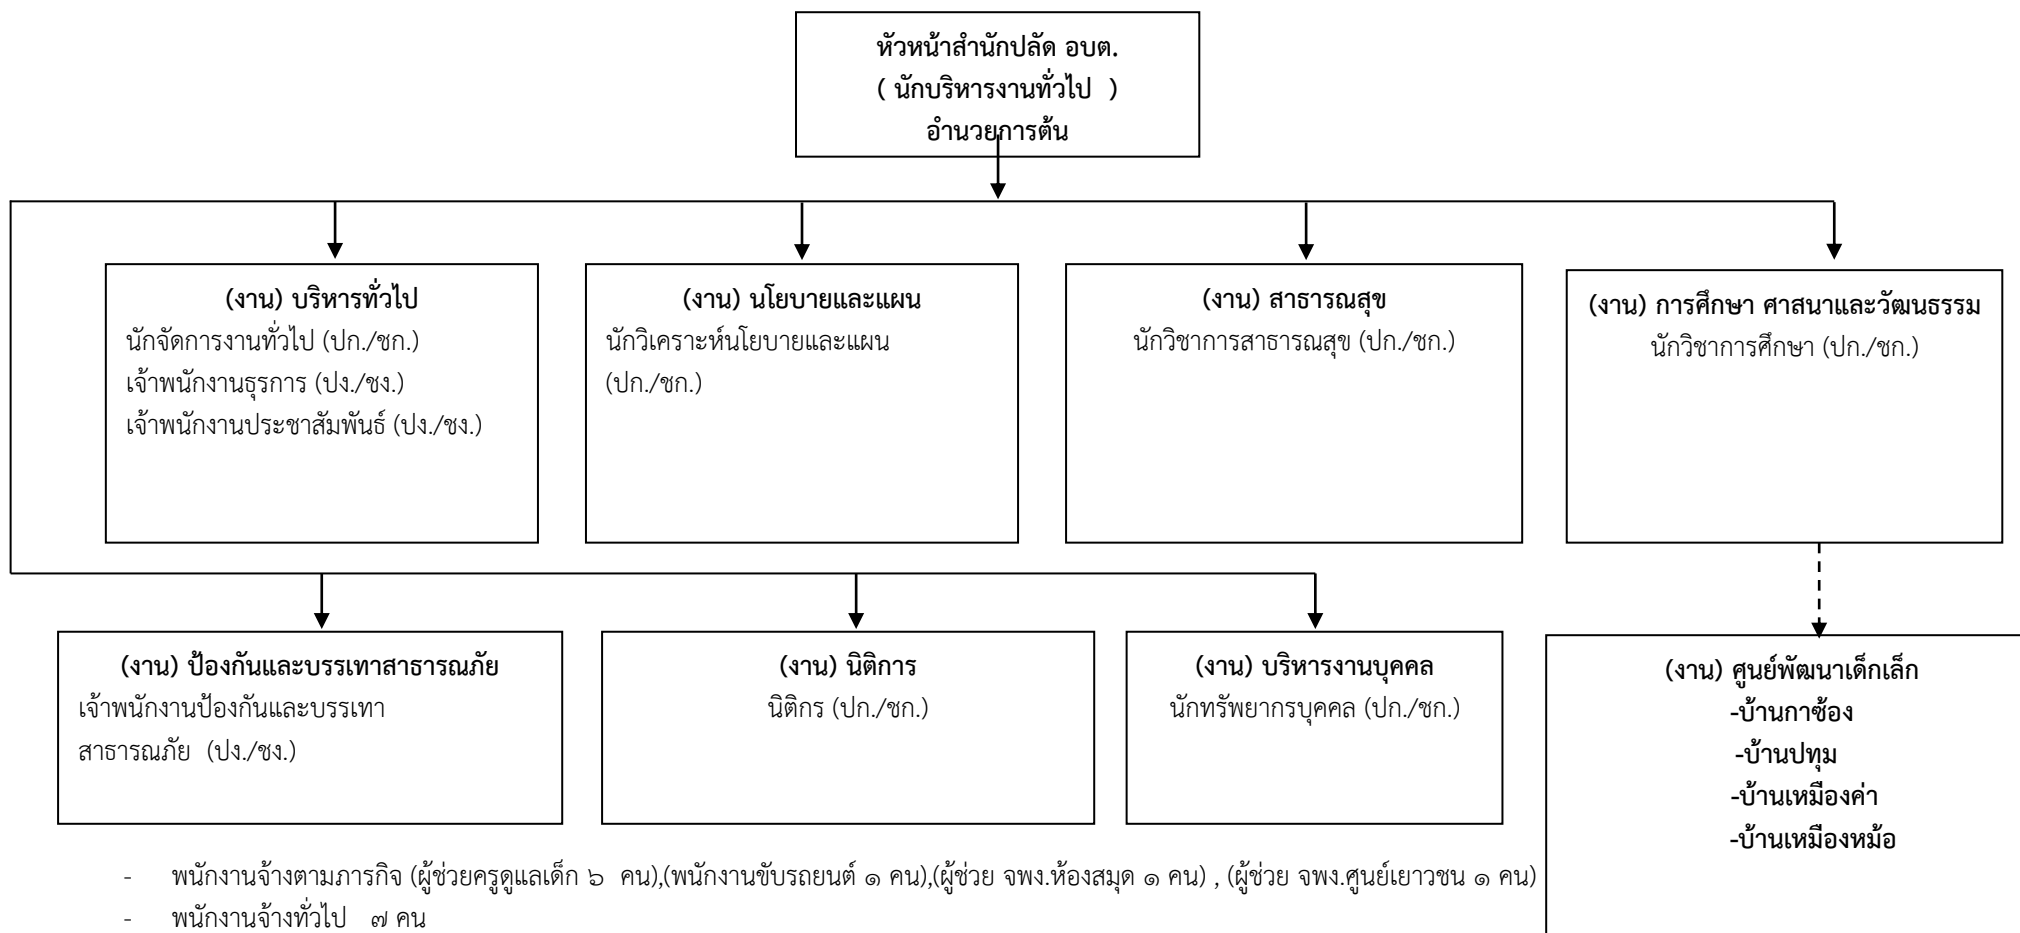 หัวหน้าสำนักปลัด อบต.
( นักบริหารงานทั่วไป )
อำนวยการต้น
(งาน) บริหารทั่วไป
นักจัดการงานทั่วไป (ปก./ชก.)
เจ้าพนักงานธุรการ (ปง./ชง.)
เจ้าพนักงานประชาสัมพันธ์ (ปง./ชง.)
(งาน) นโยบายและแผน
นักวิเคราะห์นโยบายและแผน
(ปก./ชก.)
(งาน) สาธารณสุข
นักวิชาการสาธารณสุข (ปก./ชก.)
(งาน) การศึกษา ศาสนาและวัฒนธรรม
นักวิชาการศึกษา (ปก./ชก.)
(งาน) ป้องกันและบรรเทาสาธารณภัย
เจ้าพนักงานป้องกันและบรรเทา
สาธารณภัย (ปง./ชง.)
(งาน) นิติการ
นิติกร (ปก./ชก.)
(งาน) บริหารงานบุคคล
นักทรัพยากรบุคคล (ปก./ชก.)
(งาน) ศูนย์พัฒนาเด็กเล็ก
-บ้านกาซ้อง
-บ้านปทุม
-บ้านเหมืองค่า
-บ้านเหมืองหม้อ
- พนักงานจ้างตามภารกิจ (ผู้ช่วยครูดูแลเด็ก ๖ คน),(พนักงานขับรถยนต์ ๑ คน),(ผู้ช่วย จพง.ห้องสมุด ๑ คน) , (ผู้ช่วย จพง.ศูนย์เยาวชน ๑ คน)
- พนักงานจ้างทั่วไป ๗ คน